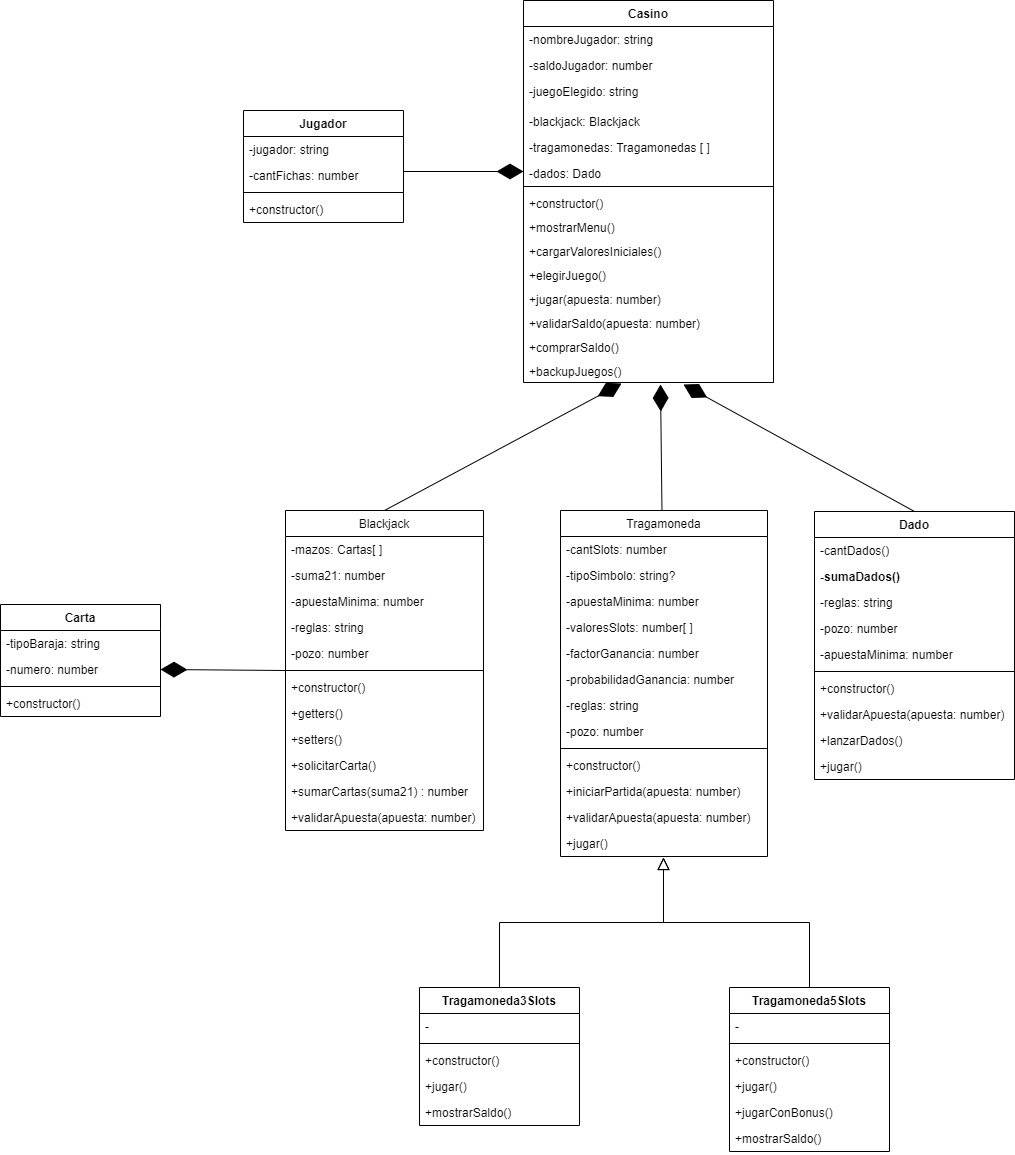 Casino
-nombreJugador: string
-saldoJugador: number
-juegoElegido: string
-blackjack: Blackjack
-tragamonedas: Tragamonedas [ ]
-dados: Dado
+constructor()
+mostrarMenu()
+cargarValoresIniciales()
+elegirJuego()
+jugar(apuesta: number)
+validarSaldo(apuesta: number)
+comprarSaldo()
+backupJuegos()
Jugador
-jugador: string
-cantFichas: number
+constructor()
Blackjack
-mazos: Cartas[ ]
-suma21: number
-apuestaMinima: number
-reglas: string
-pozo: number
+constructor()
+getters()
+setters()
+solicitarCarta()
+sumarCartas(suma21) : number
+validarApuesta(apuesta: number)
Tragamoneda
-cantSlots: number
-tipoSimbolo: string?
-apuestaMinima: number
-valoresSlots: number[ ]
-factorGanancia: number
-probabilidadGanancia: number
-reglas: string
-pozo: number
+constructor()
+iniciarPartida(apuesta: number)
+validarApuesta(apuesta: number)
+jugar()
Dado
-cantDados()
-sumaDados()
-reglas: string
-pozo: number
-apuestaMinima: number
+constructor()
+validarApuesta(apuesta: number)
+lanzarDados()
+jugar()
Carta
-tipoBaraja: string
-numero: number
+constructor()
Tragamoneda3Slots
-
+constructor()
+jugar()
+mostrarSaldo()
Tragamoneda5Slots
-
+constructor()
+jugar()
+jugarConBonus()
+mostrarSaldo()